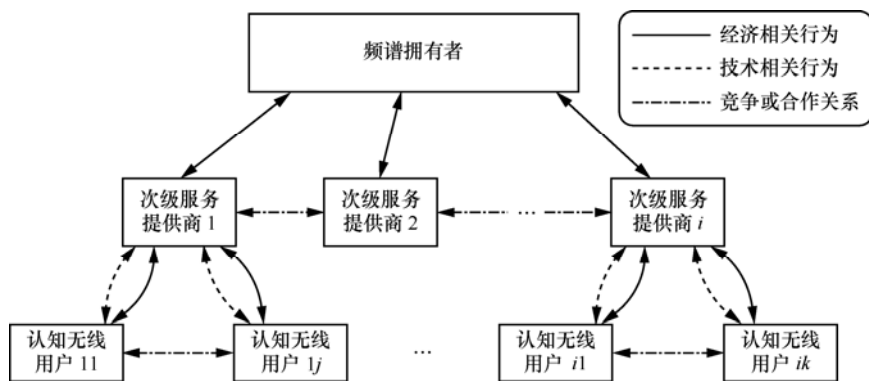 频谱拥有者
经济相关行为
技术相关行为
竞争或合作关系
次级服务
提供商 1
次级服务
提供商 2
…
次级服务
提供商 i
认知无线
用户 11
认知无线
用户 1j
…
认知无线
用户 i1
认知无线
用户 ik